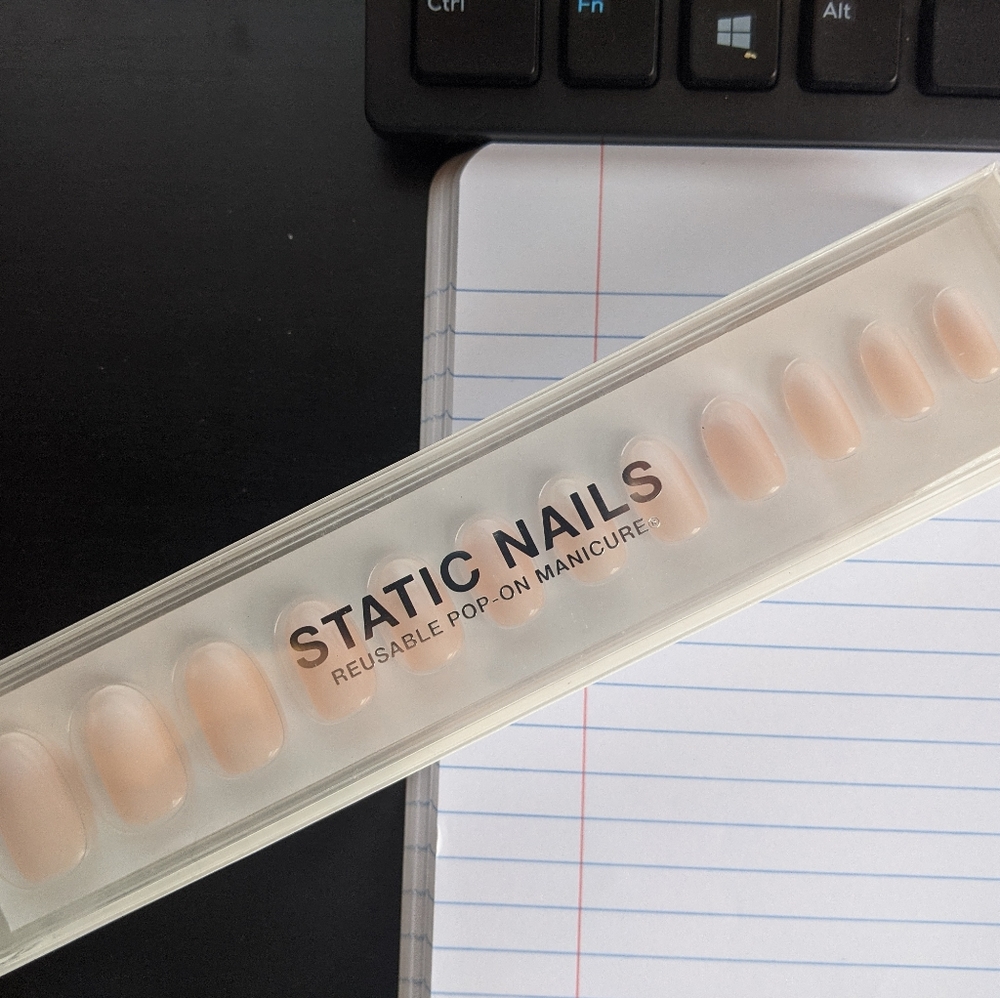 Ctrl Fn Alt
STATIC NAILS
REUSABLE POP-ON MANICURE®